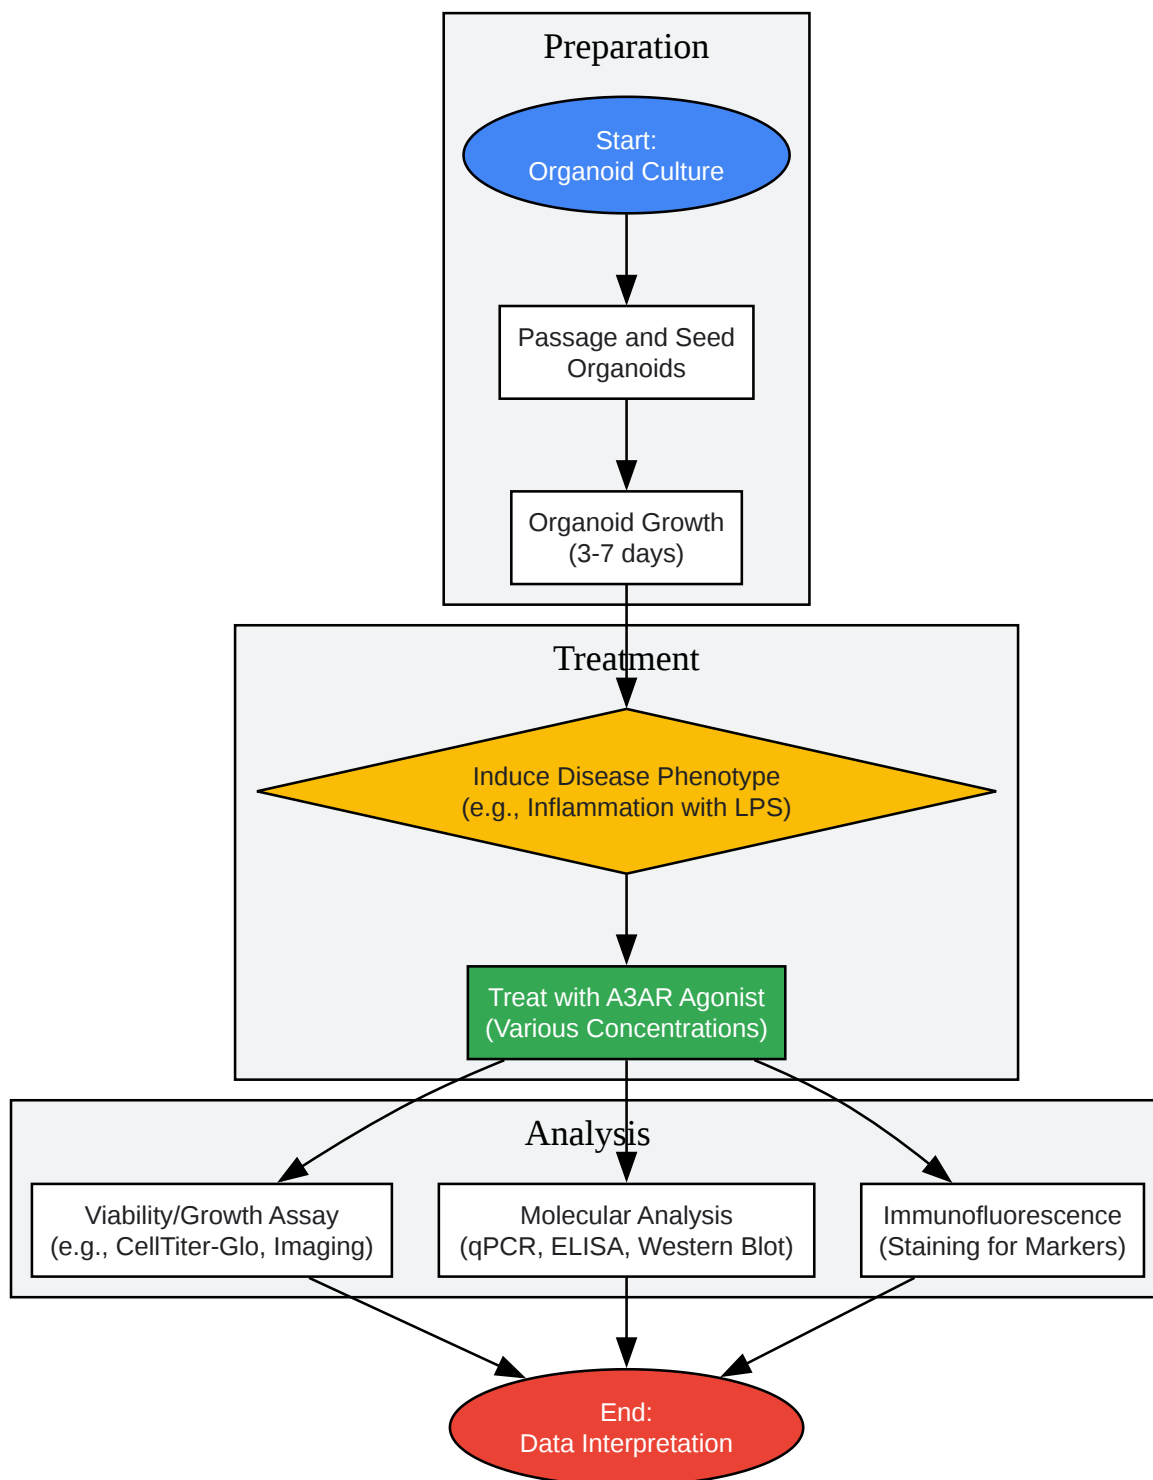 Preparation
Start:
Organoid Culture
Passage and Seed
Organoids
Organoid Growth
(3-7 days)
Treatment
Induce Disease Phenotype
(e.g., Inflammation with LPS)
Treat with A3AR Agonist
(Various Concentrations)
Analysis
Viability/Growth Assay
(e.g., CellTiter-Glo, Imaging)
Molecular Analysis
(qPCR, ELISA, Western Blot)
Immunofluorescence
(Staining for Markers)
End:
Data Interpretation